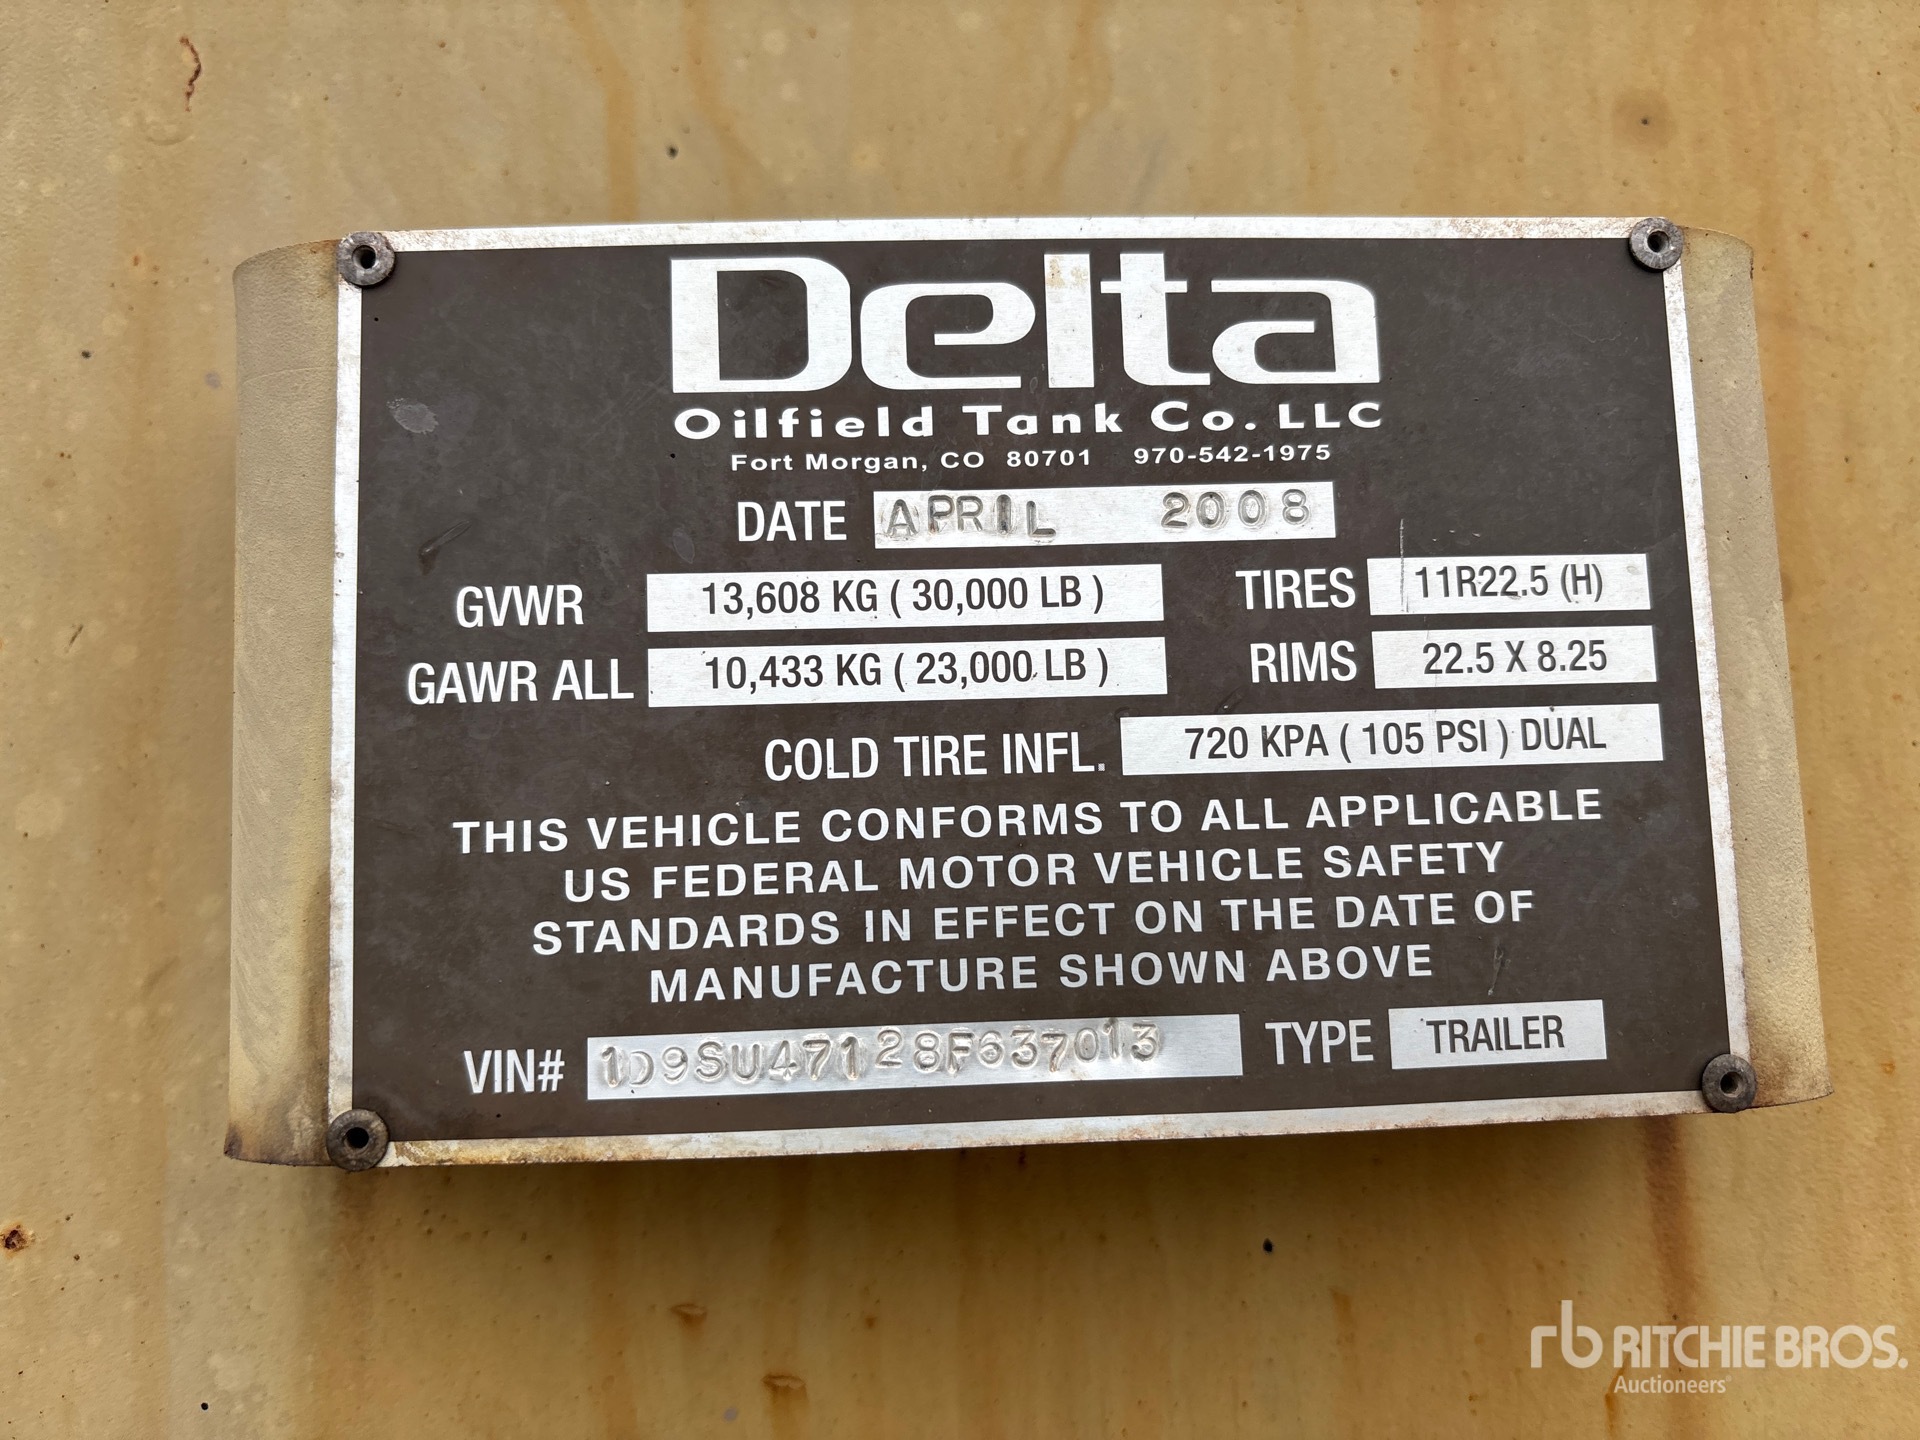 Delta
Oilfield Tank Co. LLC
Fort Morgan, CO 80701 970-542-1975
DATE APRIL 2008
GVWR 13,608 KG ( 30,000 LB ) TIRES 11R22.5 (H)
GAWR ALL 10,433 KG ( 23,000 LB ) RIMS 22.5 X 8.25
COLD TIRE INFL. 720 KPA ( 105 PSI ) DUAL
THIS VEHICLE CONFORMS TO ALL APPLICABLE
US FEDERAL MOTOR VEHICLE SAFETY
STANDARDS IN EFFECT ON THE DATE OF
MANUFACTURE SHOWN ABOVE
VIN# 1D9SU47128F637013 TYPE TRAILER
rb RITCHIE BROS.
Auctioneers